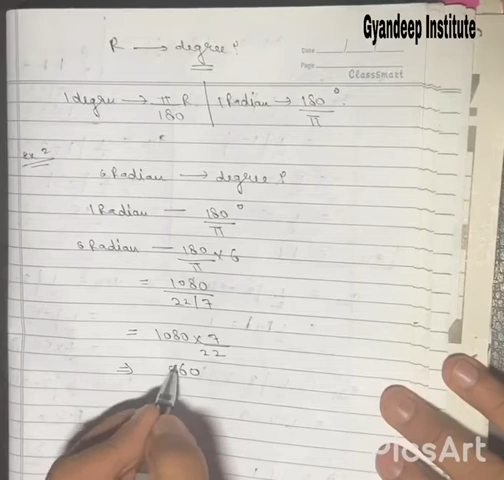 Gyandeep Institute
R → degree ?
Date
Page
ClassSmart
1 degree → π R / 180 | 1 Radian → 180° / π
ex 2
6 Radian → degree ?
1 Radian — 180° / π
6 Radian — 180 / π × 6
= 1080 / 22/7
= 1080 × 7 / 22
⇒ 60
PicsArt